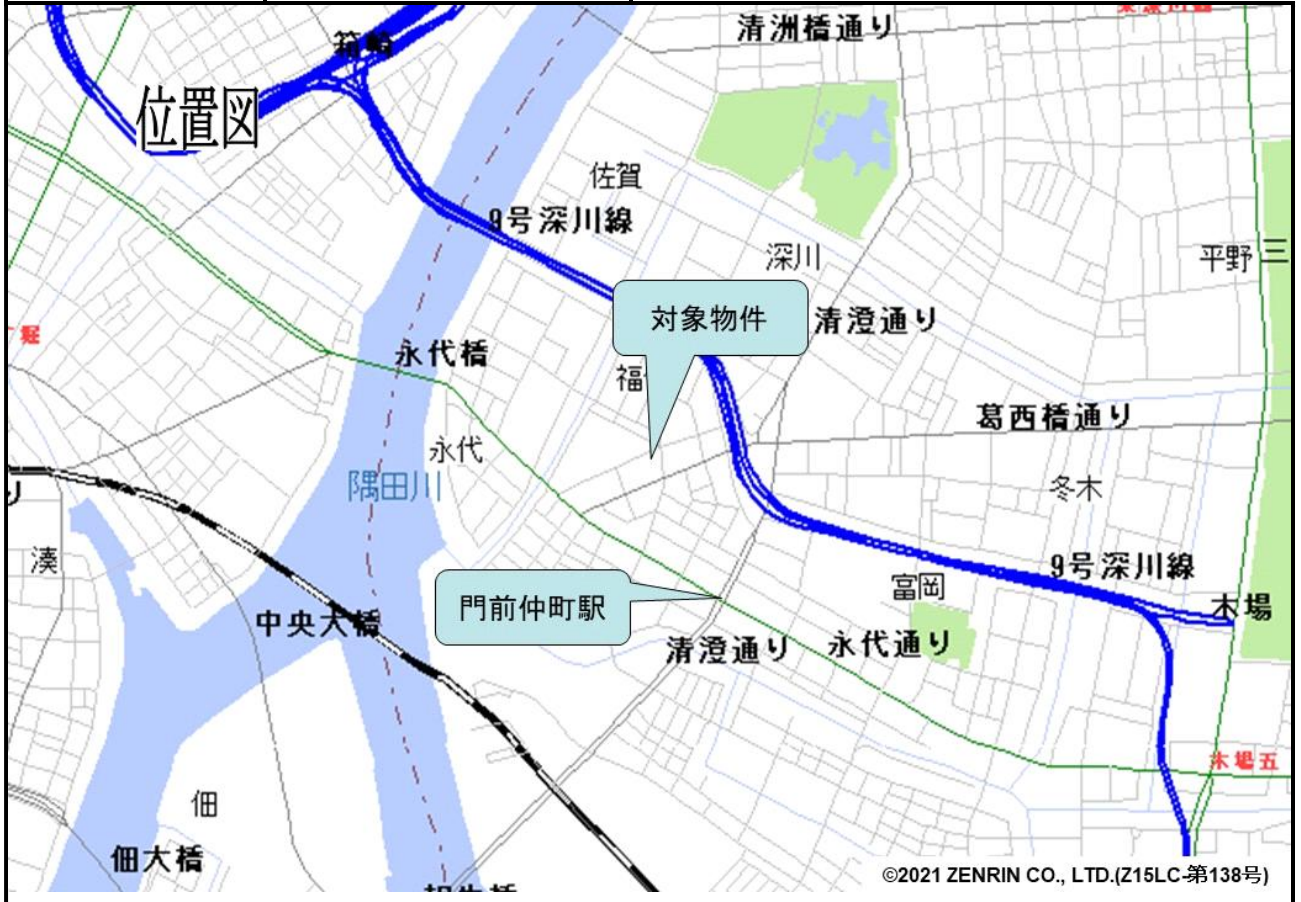 清洲橋通り
箱崎
位置図
佐賀
9号深川線
深川
平野
三
対象物件
清澄通り
永代橋
福
葛西橋通り
永代
隅田川
冬木
り
湊
9号深川線
門前仲町駅
富岡
木場
中央大橋
清澄通り
永代通り
木場五
佃
佃大橋
©2021 ZENRIN CO., LTD.(Z15LC-第138号)